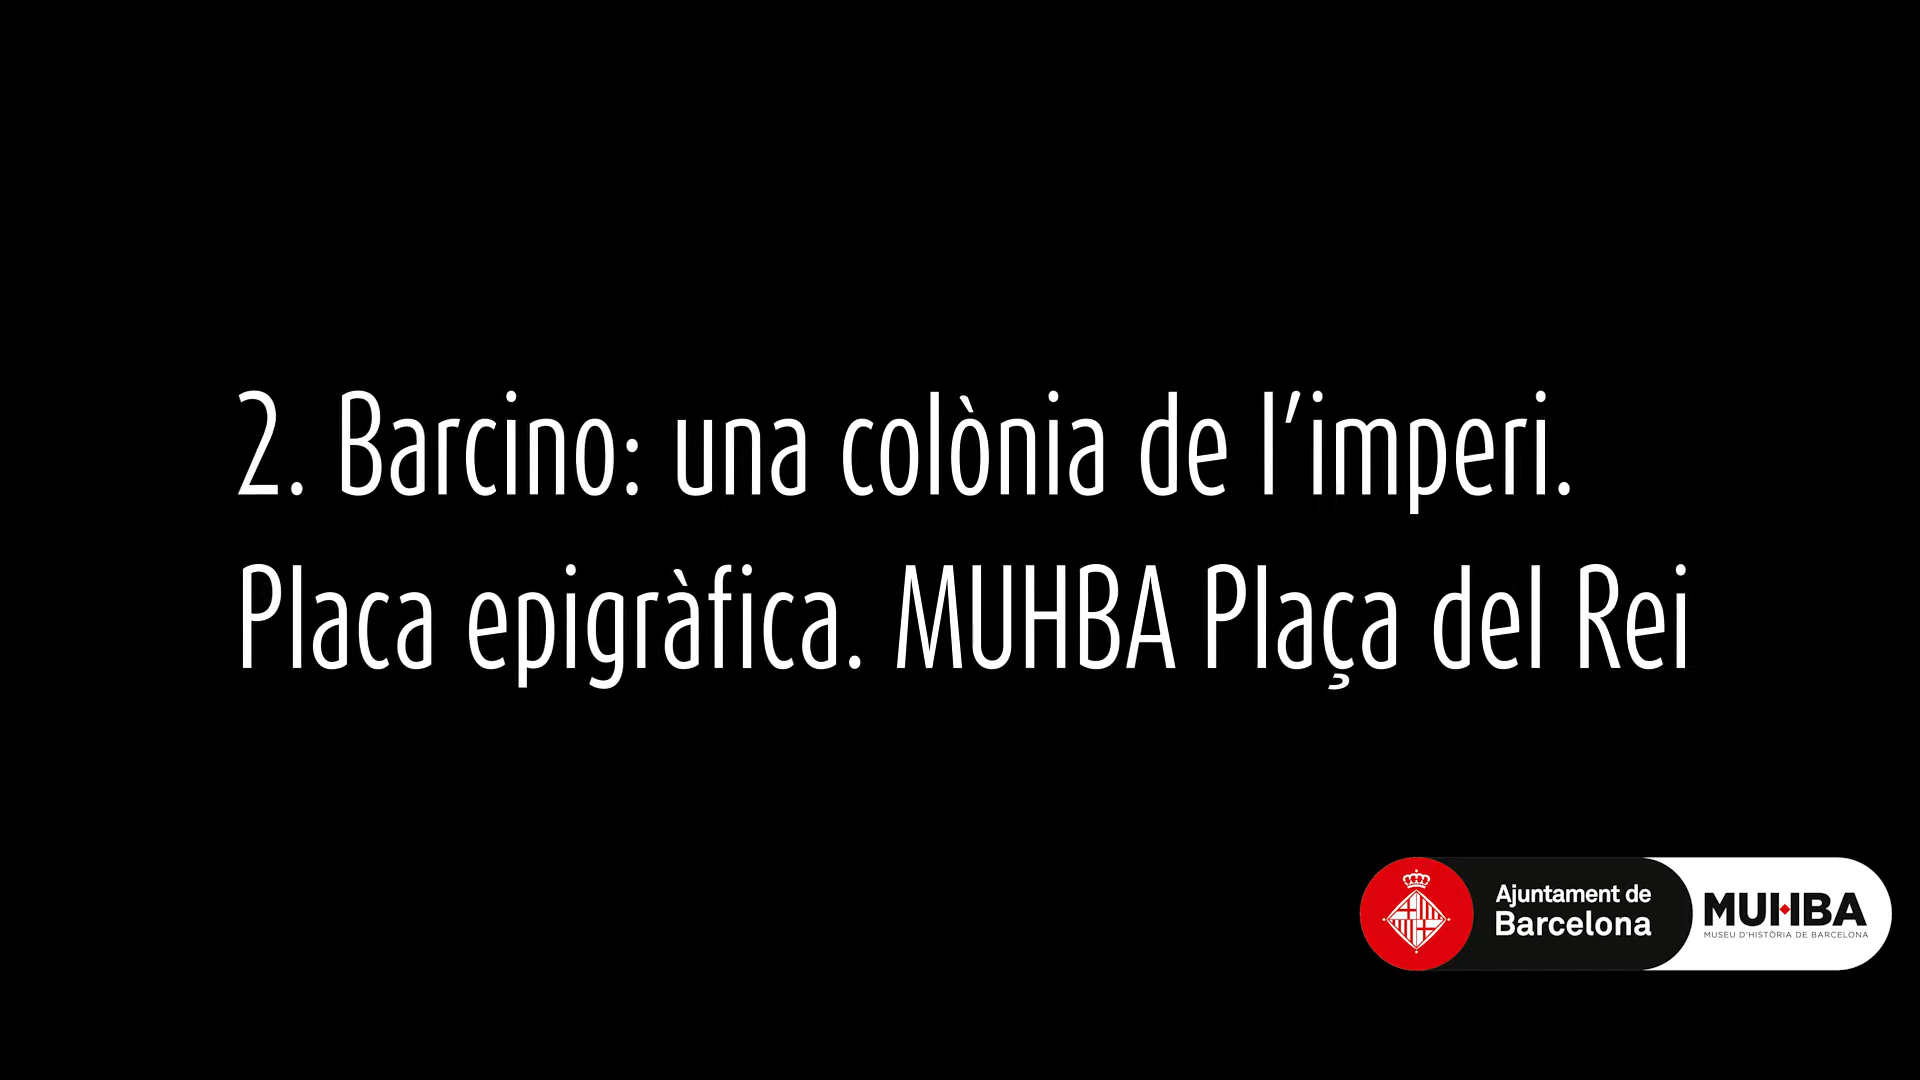 2. Barcino: una colònia de l’imperi.
Placa epigràfica. MUHBA Plaça del Rei
Ajuntament de
Barcelona
MUHBA
MUSEU D'HISTÒRIA DE BARCELONA